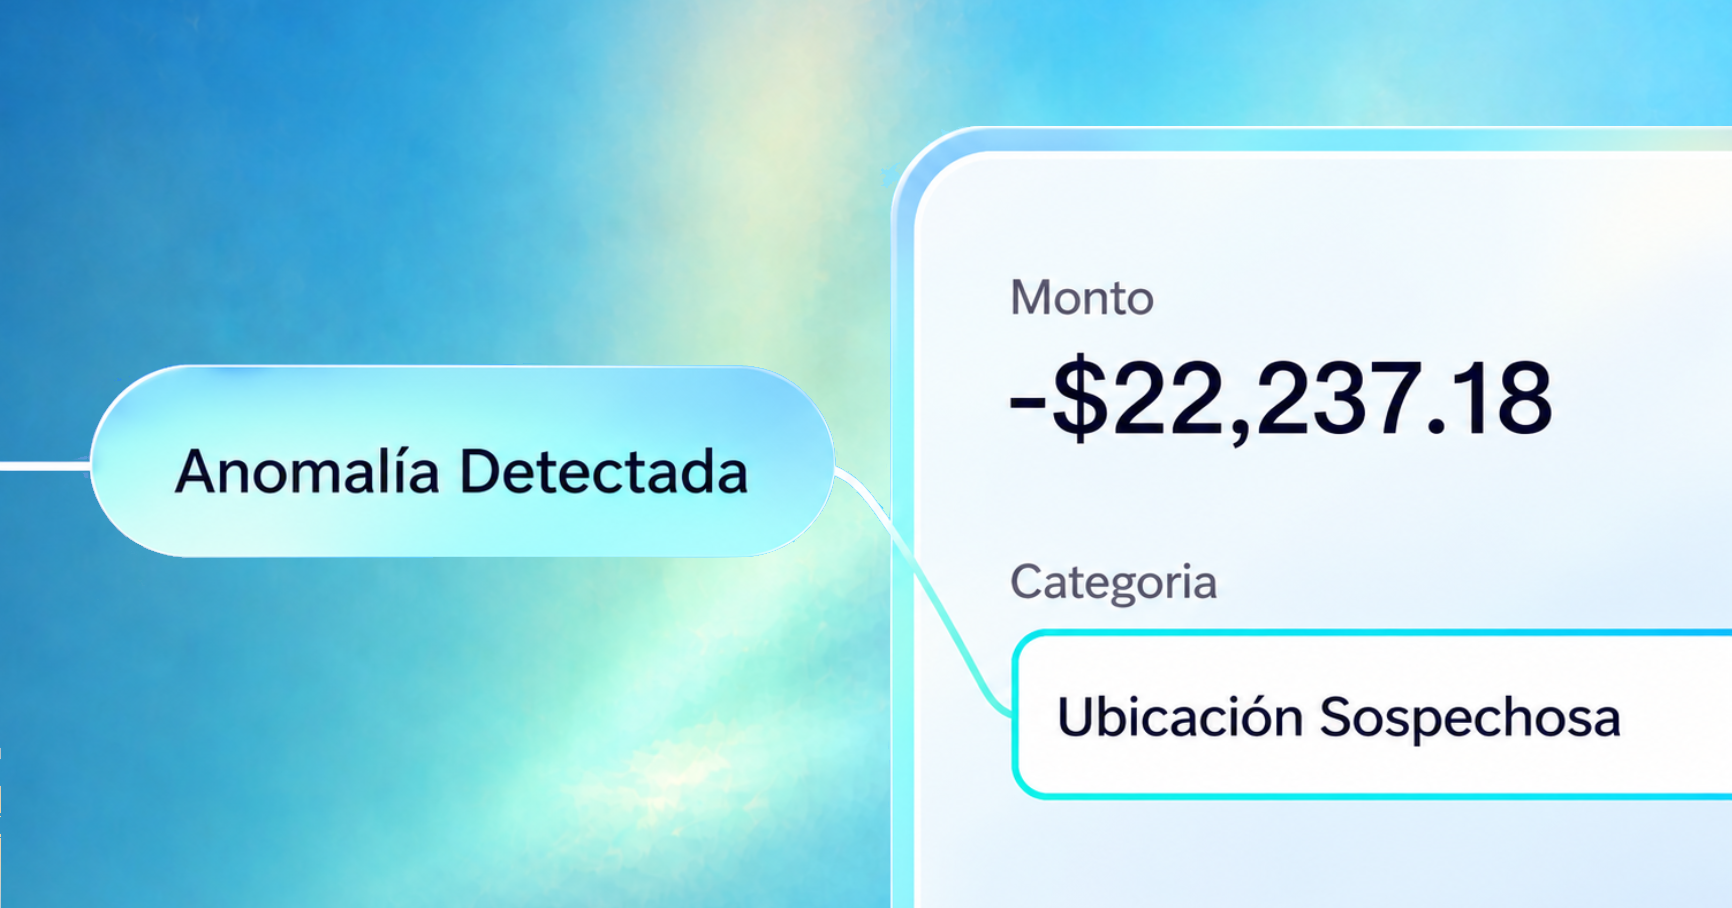 Anomalía Detectada
Monto
-$22,237.18
Categoria
Ubicación Sospechosa